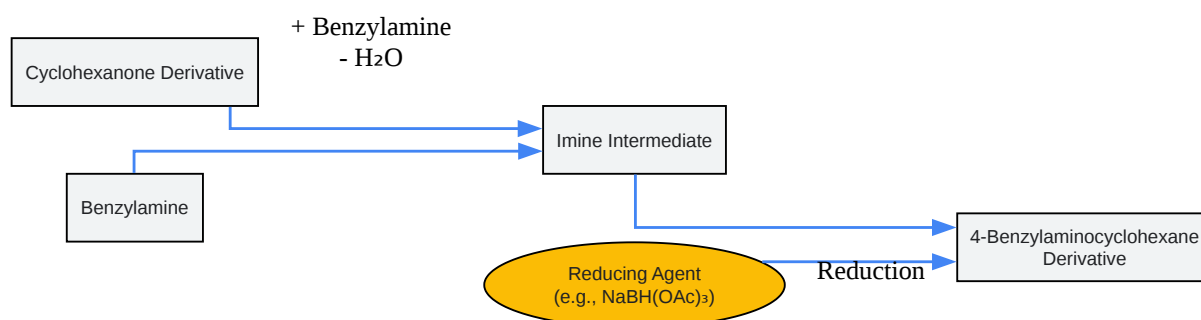 + Benzylamine
- H₂O
Cyclohexanone Derivative
Imine Intermediate
Benzylamine
4-Benzylaminocyclohexane
Derivative
Reducing Agent
(e.g., NaBH(OAc)₃)
Reduction